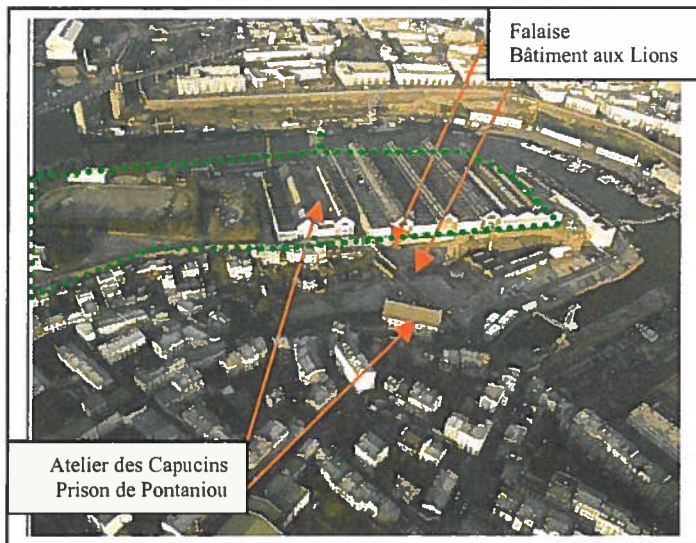 Falaise
Bâtiment aux Lions
Atelier des Capucins
Prison de Pontaniou